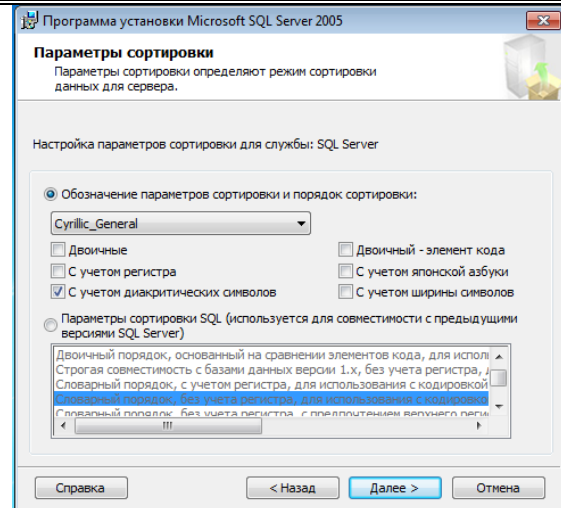 Программа установки Microsoft SQL Server 2005
Параметры сортировки
Параметры сортировки определяют режим сортировки
данных для сервера.
Настройка параметров сортировки для службы: SQL Server
Обозначение параметров сортировки и порядок сортировки:
Cyrillic_General
Двоичные
Двоичный - элемент кода
С учетом регистра
С учетом японской азбуки
С учетом диакритических символов
С учетом ширины символов
Параметры сортировки SQL (используется для совместимости с предыдущими
версиями SQL Server)
Двоичный порядок, основанный на сравнении элементов кода, для
Строгая совместимость с базами данных версии 1.x, без учета регистра,
Словарный порядок, с учетом регистра, для использования с кодировкой
Словарный порядок, без учета регистра, для использования с
Словарный порядок, без учета регистра, с предпочтением верхнего
Справка
< Назад
Далее >
Отмена